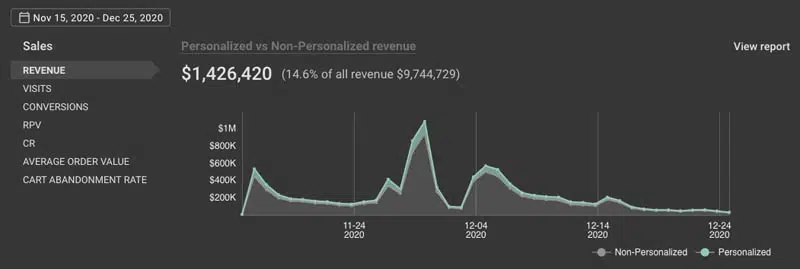 Nov 15, 2020 - Dec 25, 2020
Sales
REVENUE
VISITS
CONVERSIONS
RPV
CR
AVERAGE ORDER VALUE
CART ABANDONMENT RATE
Personalized vs Non-Personalized revenue
View report
$1,426,420 (14.6% of all revenue $9,744,729)
$1M
$800K
$600K
$400K
$200K
11-24 12-04 12-14 12-24
2020 2020 2020 2020
Non-Personalized Personalized